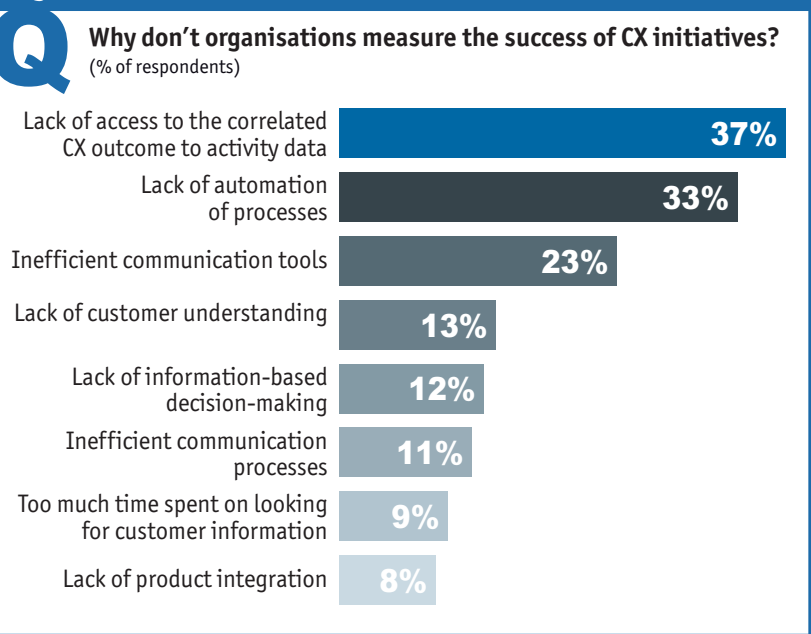 Q
Why don't organisations measure the success of CX initiatives?
(% of respondents)
Lack of access to the correlated
CX outcome to activity data
37%
Lack of automation
of processes
33%
Inefficient communication tools
23%
Lack of customer understanding
13%
Lack of information-based
decision-making
12%
Inefficient communication
processes
11%
Too much time spent on looking
for customer information
9%
Lack of product integration
8%